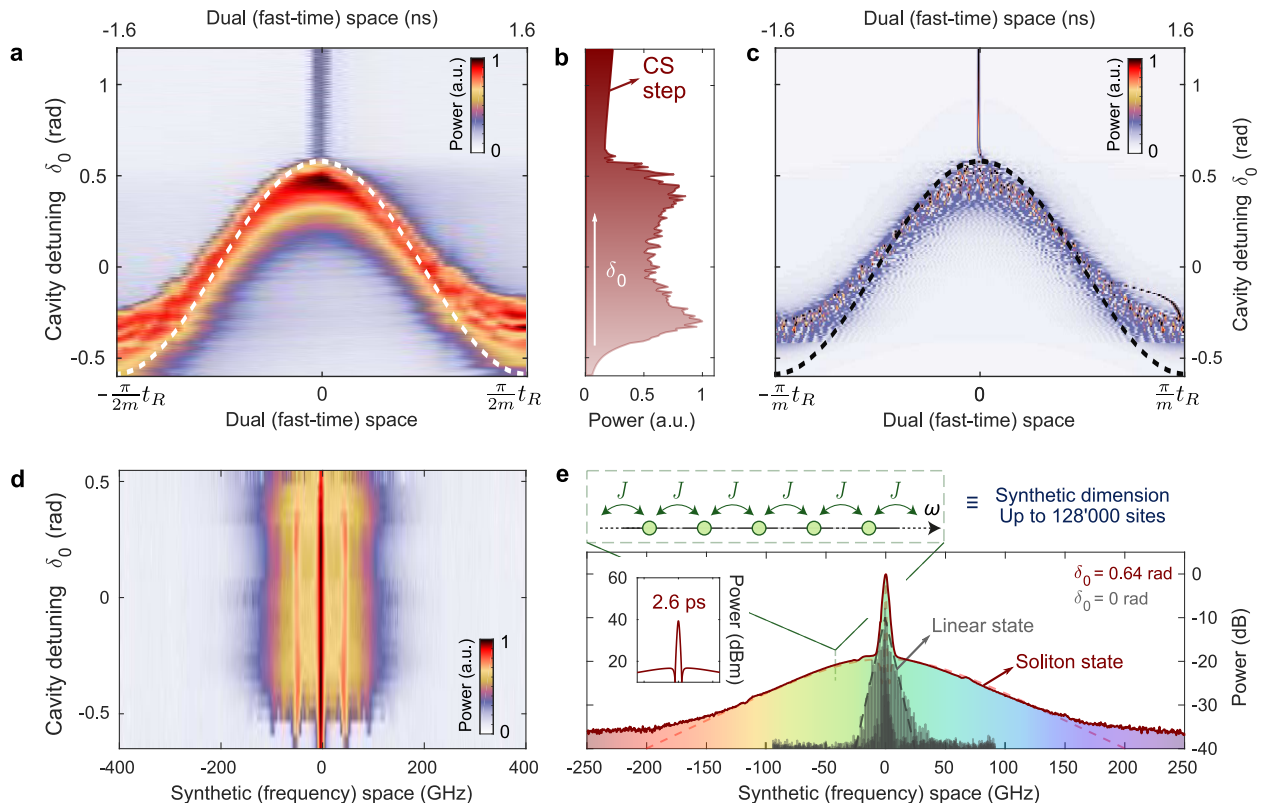 Dual (fast-time) space (ns)
-1.6
1.6
a
Cavity detuning δ0 (rad)
1
0.5
0
-0.5
Power (a.u.)
1
0
-π/2m tR
0
π/2m tR
Dual (fast-time) space
b
CS
step
δ0
0
0.5
1
Power (a.u.)
Dual (fast-time) space (ns)
-1.6
1.6
c
Power (a.u.)
1
0
1
0.5
0
-0.5
Cavity detuning δ0 (rad)
-π/m tR
0
π/m tR
Dual (fast-time) space
d
Cavity detuning δ0 (rad)
0.5
0
-0.5
Power (a.u.)
1
0
-400
-200
0
200
400
Synthetic (frequency) space (GHz)
e
J J J J J
ω
≡ Synthetic dimension
Up to 128'000 sites
60
40
20
2.6 ps
Power (dBm)
Linear state
Soliton state
δ0 = 0.64 rad
δ0 = 0 rad
0
-10
-20
-30
-40
Power (dB)
-250 -200 -150 -100 -50 0 50 100 150 200 250
Synthetic (frequency) space (GHz)